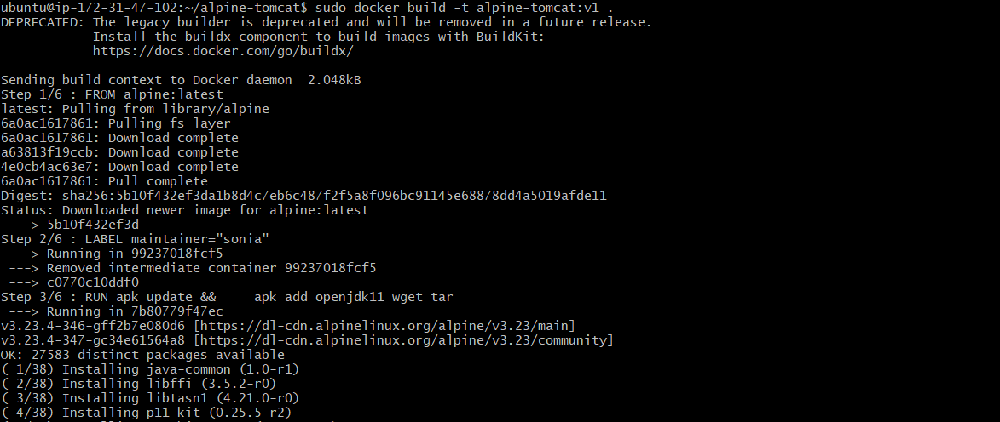 ubuntu@ip-172-31-47-102:~/alpine-tomcat$ sudo docker build -t alpine-tomcat:v1 .
DEPRECATED: The legacy builder is deprecated and will be removed in a future release.
            Install the buildx component to build images with BuildKit:
            https://docs.docker.com/go/buildx/

Sending build context to Docker daemon  2.048kB
Step 1/6 : FROM alpine:latest
latest: Pulling from library/alpine
6a0ac1617861: Pulling fs layer
6a0ac1617861: Download complete
a63813f19ccb: Download complete
4e0cb4ac63e7: Download complete
6a0ac1617861: Pull complete
Digest: sha256:5b10f432ef3da1b8d4c7eb6c487f2f5a8f096bc91145e68878dd4a5019afde11
Status: Downloaded newer image for alpine:latest
 ---> 5b10f432ef3d
Step 2/6 : LABEL maintainer="sonia"
 ---> Running in 99237018fcf5
 ---> Removed intermediate container 99237018fcf5
 ---> c0770c10ddf0
Step 3/6 : RUN apk update &&     apk add openjdk11 wget tar
 ---> Running in 7b80779f47ec
v3.23.4-346-gff2b7e080d6 [https://dl-cdn.alpinelinux.org/alpine/v3.23/main]
v3.23.4-347-gc34e61564a8 [https://dl-cdn.alpinelinux.org/alpine/v3.23/community]
OK: 27583 distinct packages available
( 1/38) Installing java-common (1.0-r1)
( 2/38) Installing libffi (3.5.2-r0)
( 3/38) Installing libtasn1 (4.21.0-r0)
( 4/38) Installing p11-kit (0.25.5-r2)